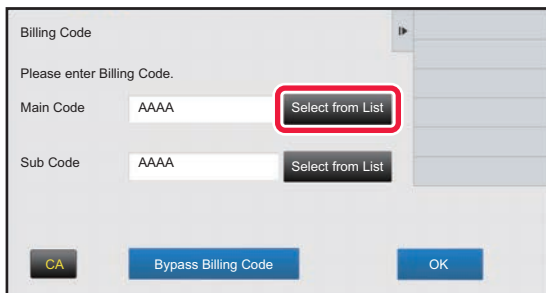 Billing Code
Please enter Billing Code.
Main Code AAAA Select from List
Sub Code AAAA Select from List
CA Bypass Billing Code OK